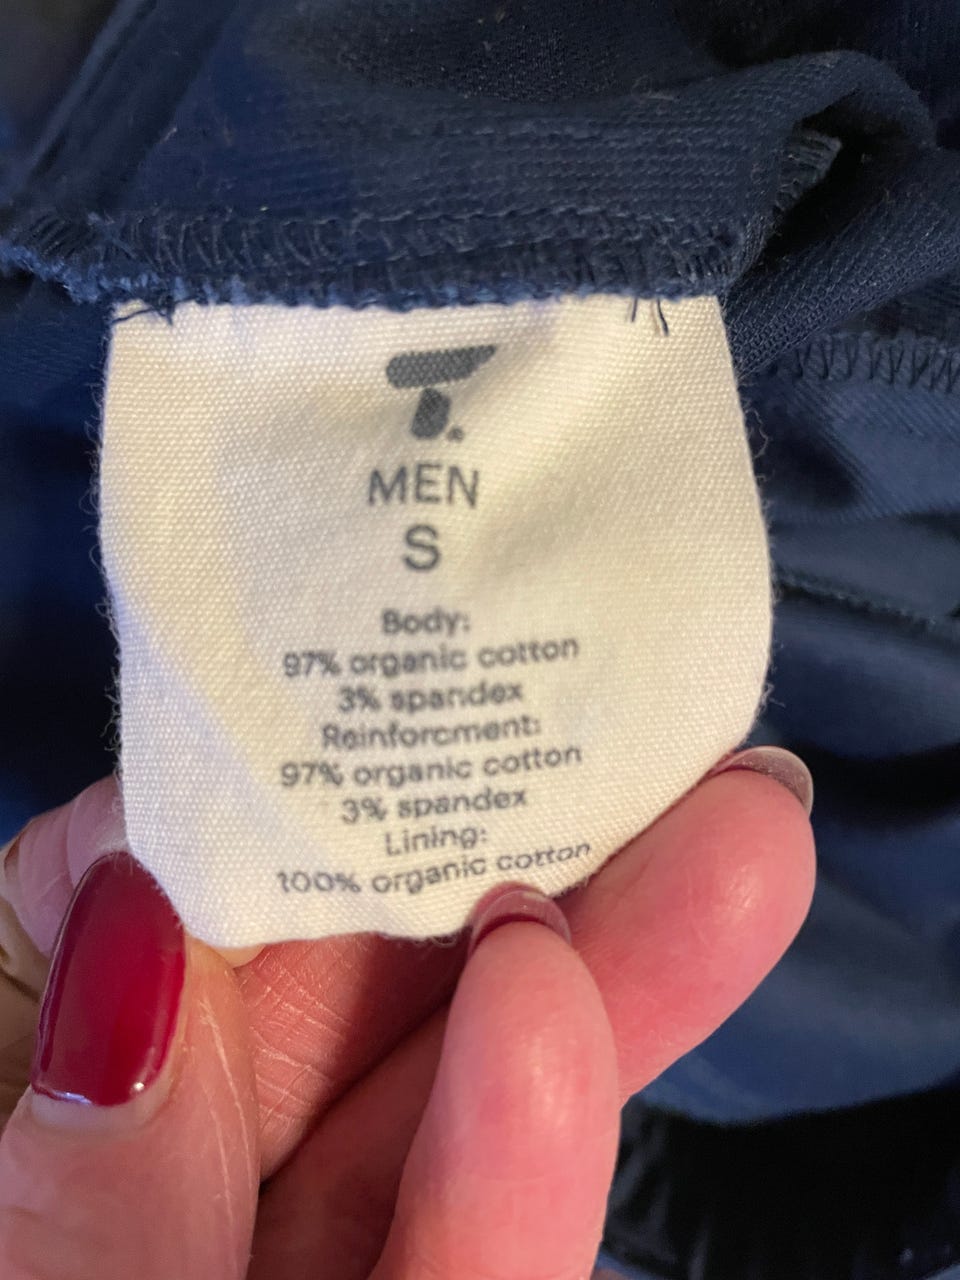 T.®
MEN
S
Body:
97% organic cotton
3% spandex
Reinforcment:
97% organic cotton
3% spandex
Lining:
100% organic cotton